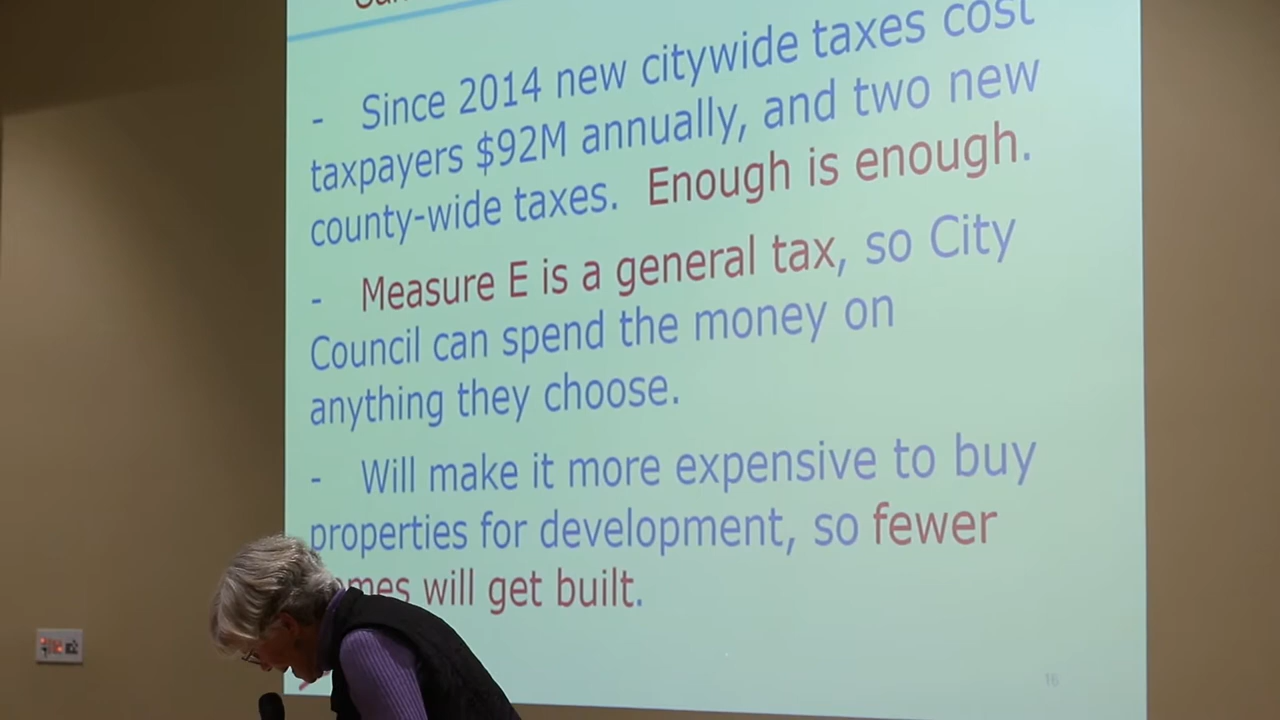 - Since 2014 new citywide taxes cost
taxpayers $92M annually, and two new
county-wide taxes. Enough is enough.
- Measure E is a general tax, so City
Council can spend the money on
anything they choose.
- Will make it more expensive to buy
properties for development, so fewer
will get built.
16